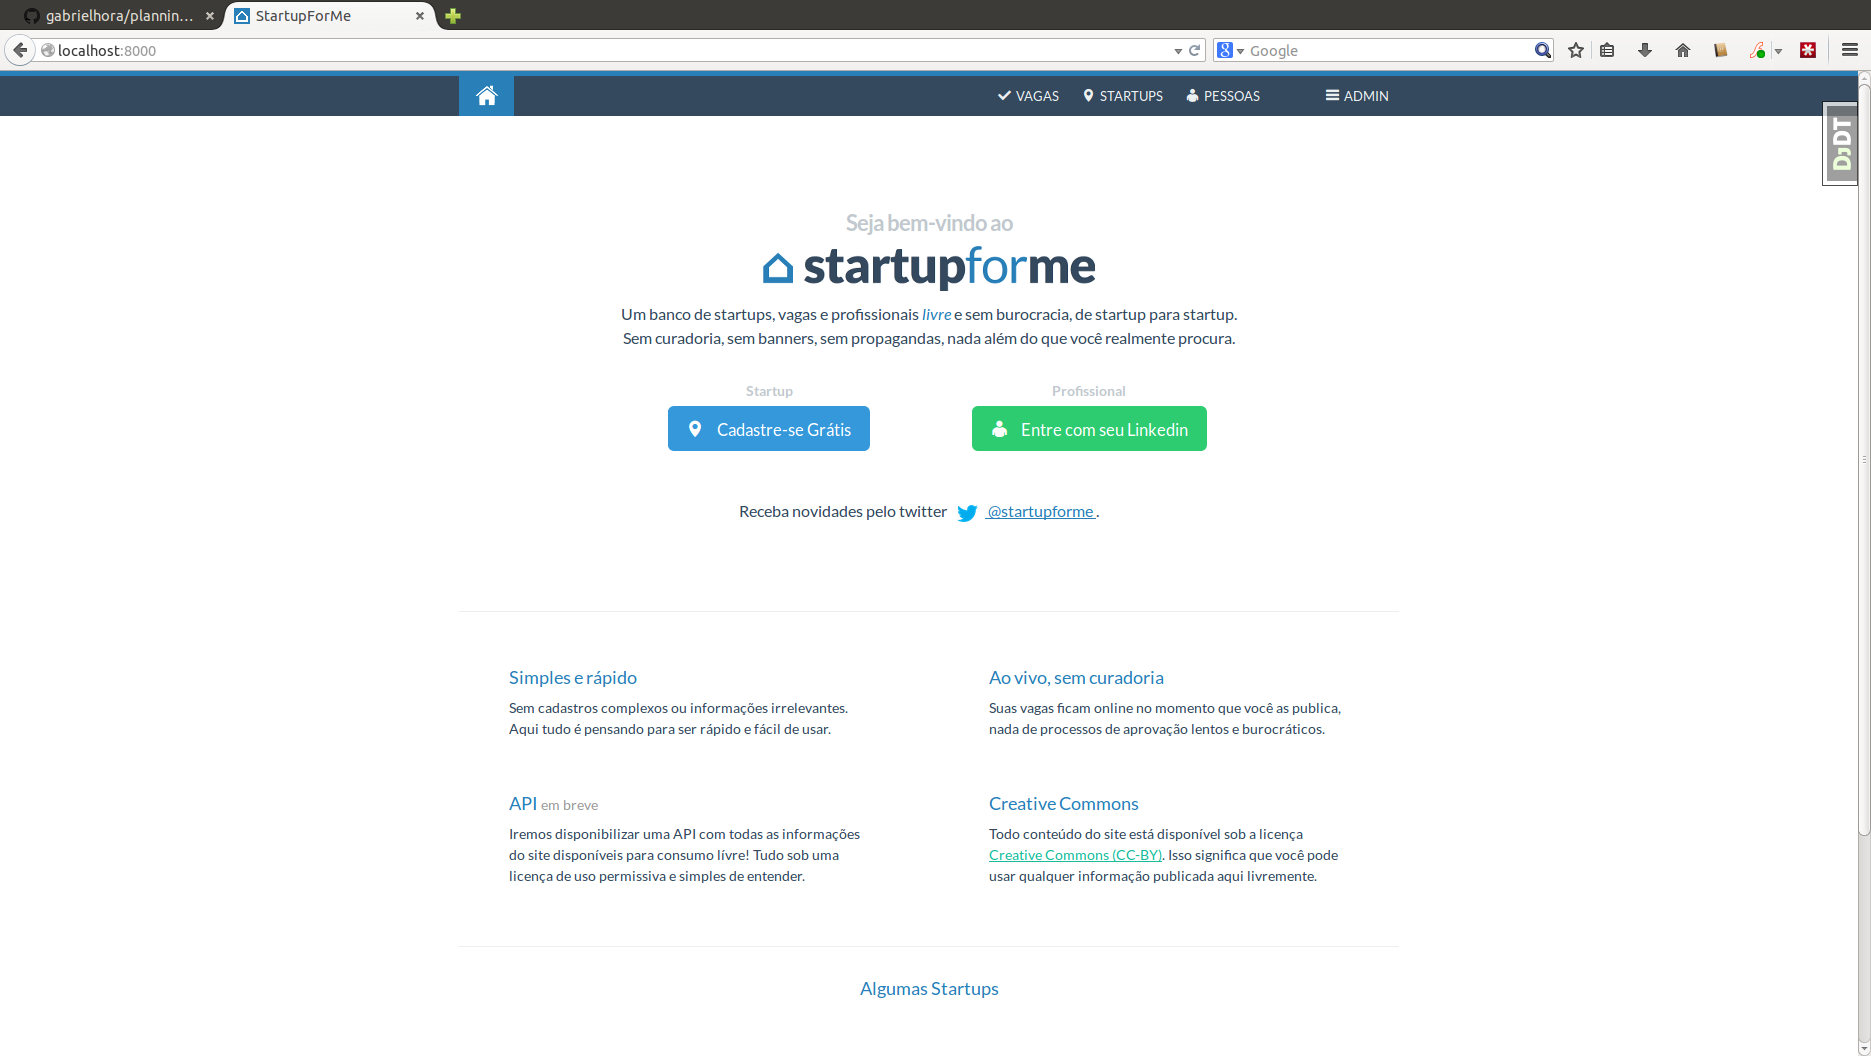 gabrielhora/plannin...
StartupForMe
localhost:8000
Google
VAGAS
STARTUPS
PESSOAS
ADMIN
DJDT
Seja bem-vindo ao
startupforme
Um banco de startups, vagas e profissionais livre e sem burocracia, de startup para startup.
Sem curadoria, sem banners, sem propagandas, nada além do que você realmente procura.
Startup
Cadastre-se Grátis
Profissional
Entre com seu Linkedin
Receba novidades pelo twitter @startupforme .
Simples e rápido
Sem cadastros complexos ou informações irrelevantes.
Aqui tudo é pensando para ser rápido e fácil de usar.
Ao vivo, sem curadoria
Suas vagas ficam online no momento que você as publica,
nada de processos de aprovação lentos e burocráticos.
API em breve
Iremos disponibilizar uma API com todas as informações
do site disponíveis para consumo lívre! Tudo sob uma
licença de uso permissiva e simples de entender.
Creative Commons
Todo conteúdo do site está disponível sob a licença
Creative Commons (CC-BY). Isso significa que você pode
usar qualquer informação publicada aqui livremente.
Algumas Startups